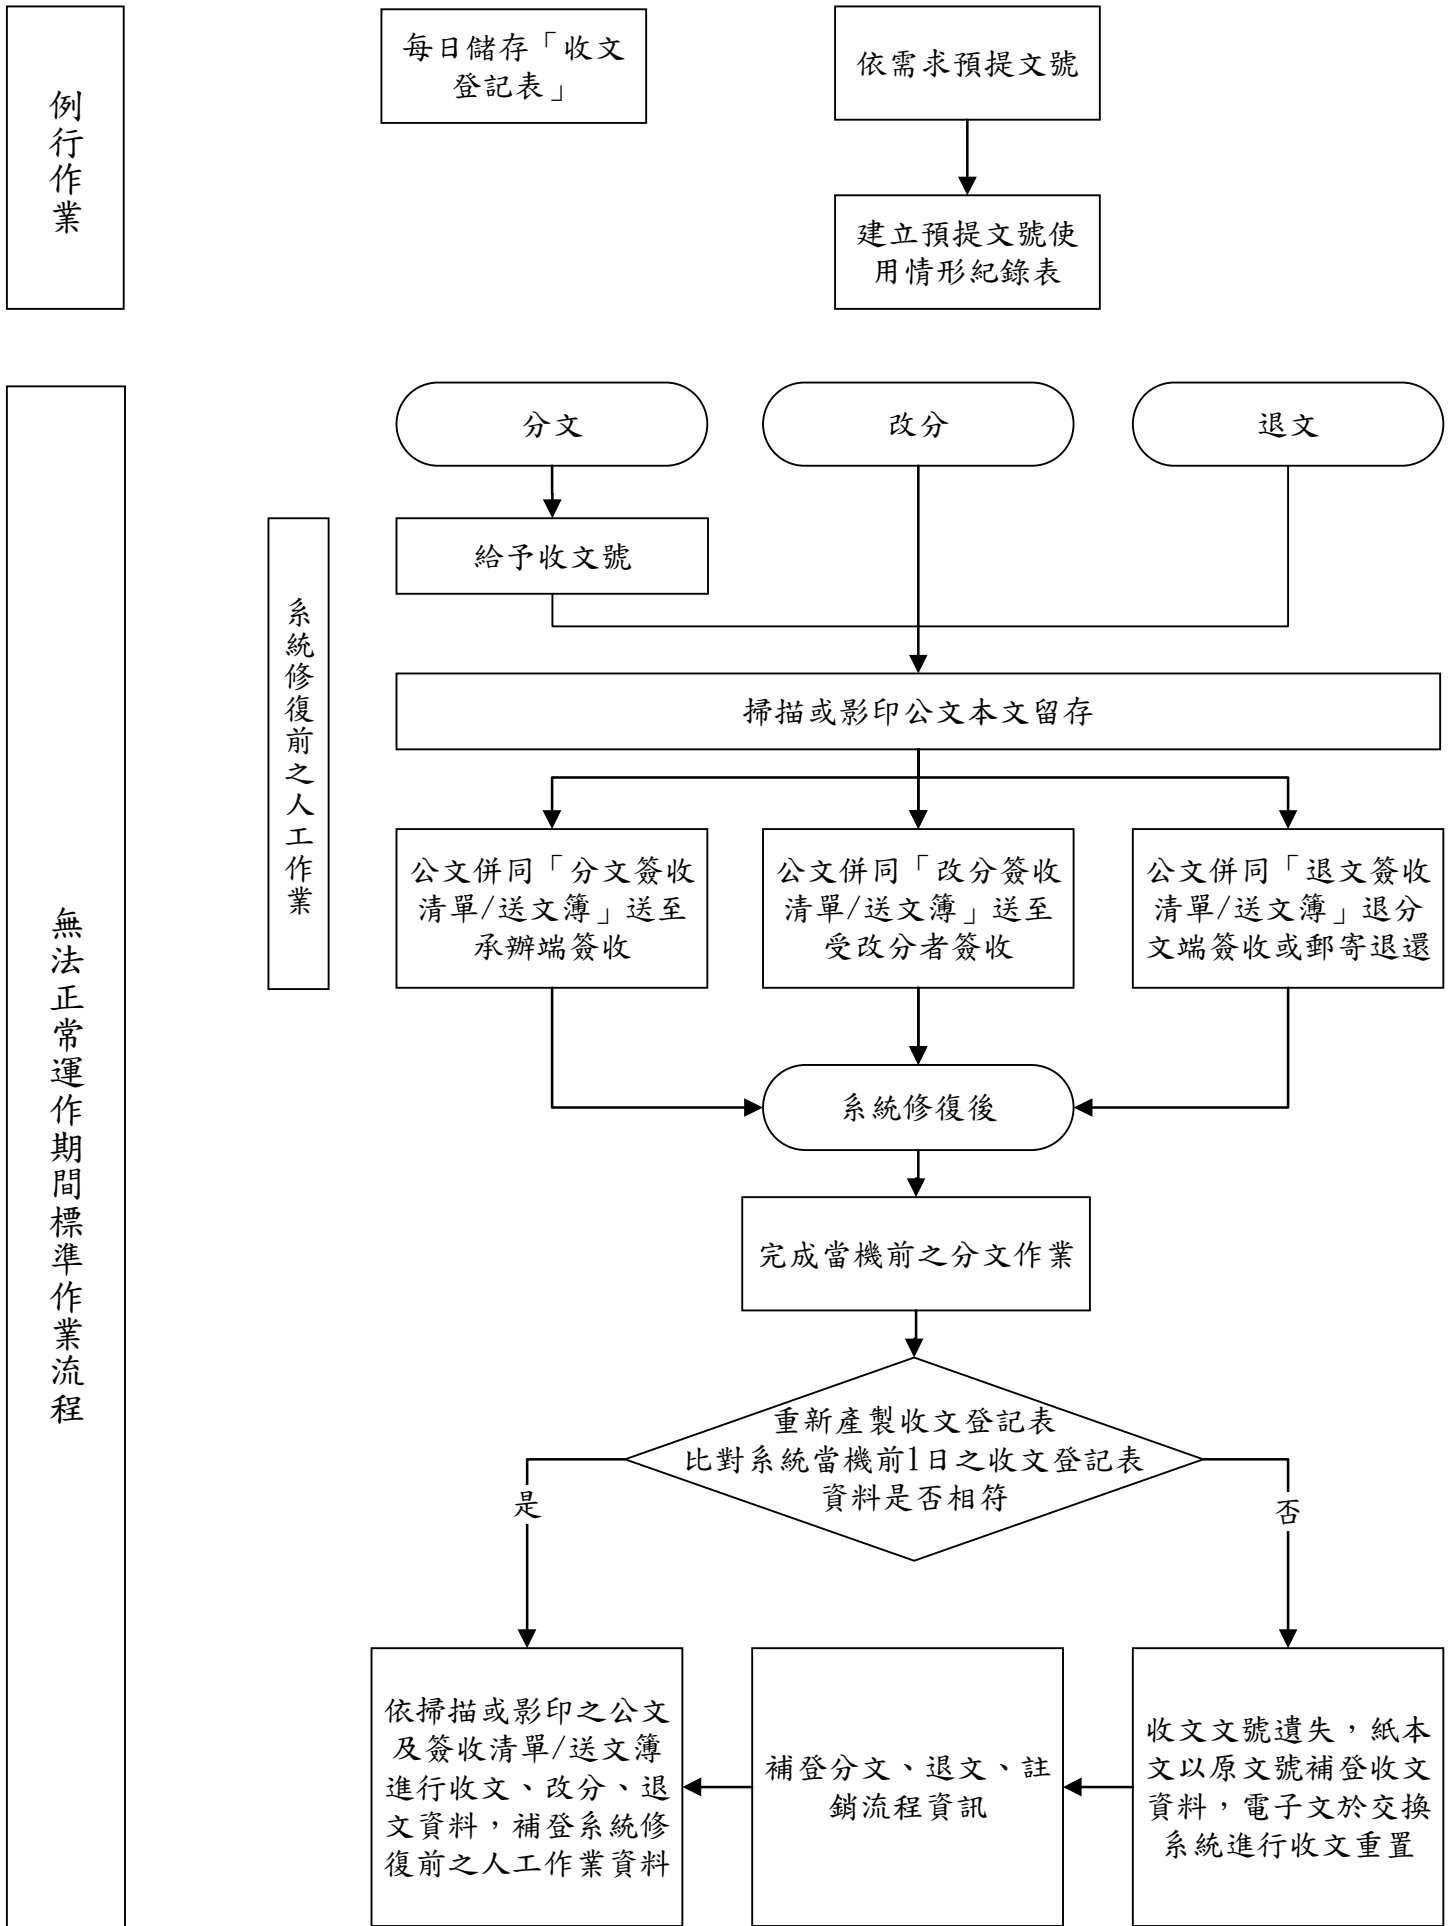 例行作業
每日儲存「收文
登記表」
依需求預提文號
建立預提文號使
用情形紀錄表
無法正常運作期間標準作業流程
分文
改分
退文
系統修復前之人工作業
給予收文號
掃描或影印公文本文留存
公文併同「分文簽收
清單/送文簿」送至
承辦端簽收
公文併同「改分簽收
清單/送文簿」送至
受改分者簽收
公文併同「退文簽收
清單/送文簿」退分
文端簽收或郵寄退還
系統修復後
完成當機前之分文作業
重新產製收文登記表
比對系統當機前1日之收文登記表
資料是否相符
是
否
依掃描或影印之公文
及簽收清單/送文簿
進行收文、改分、退
文資料，補登系統修
復前之人工作業資料
補登分文、退文、註
銷流程資訊
收文文號遺失，紙本
文以原文號補登收文
資料，電子文於交換
系統進行收文重置